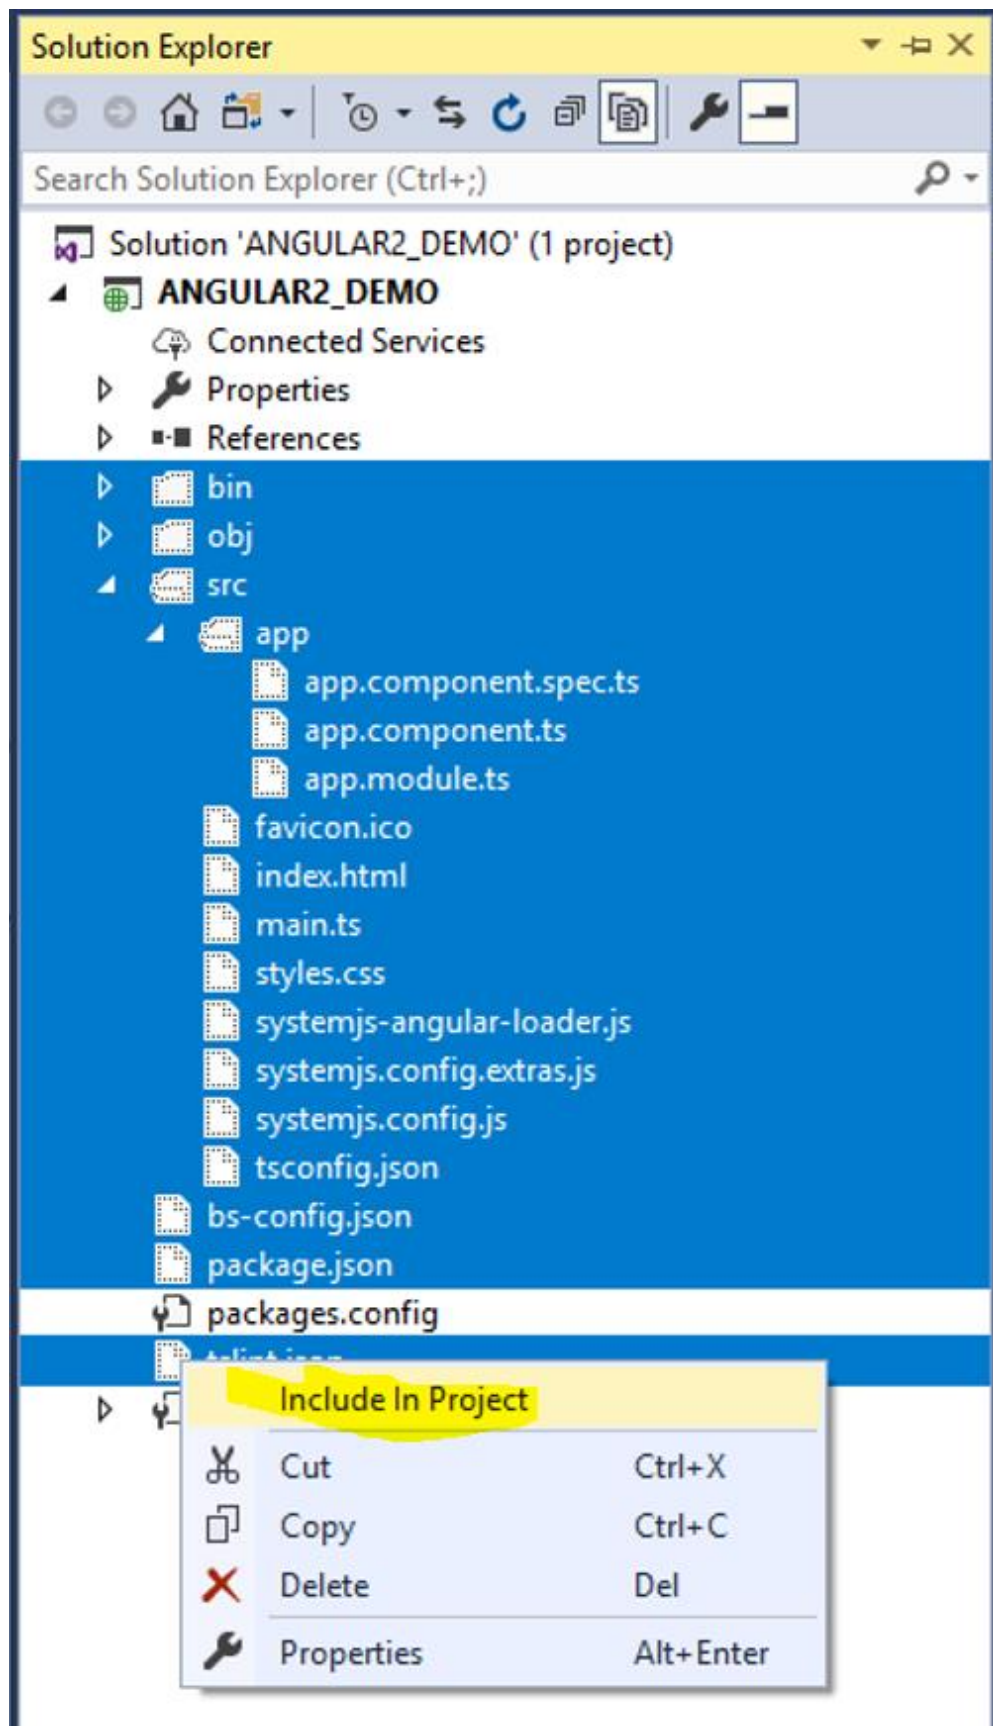 Solution Explorer
Search Solution Explorer (Ctrl+;)
Solution 'ANGULAR2_DEMO' (1 project)
ANGULAR2_DEMO
Connected Services
Properties
References
bin
obj
src
app
app.component.spec.ts
app.component.ts
app.module.ts
favicon.ico
index.html
main.ts
styles.css
systemjs-angular-loader.js
systemjs.config.extras.js
systemjs.config.js
tsconfig.json
bs-config.json
package.json
packages.config
tslint.json
Include In Project
Cut Ctrl+X
Copy Ctrl+C
Delete Del
Properties Alt+Enter